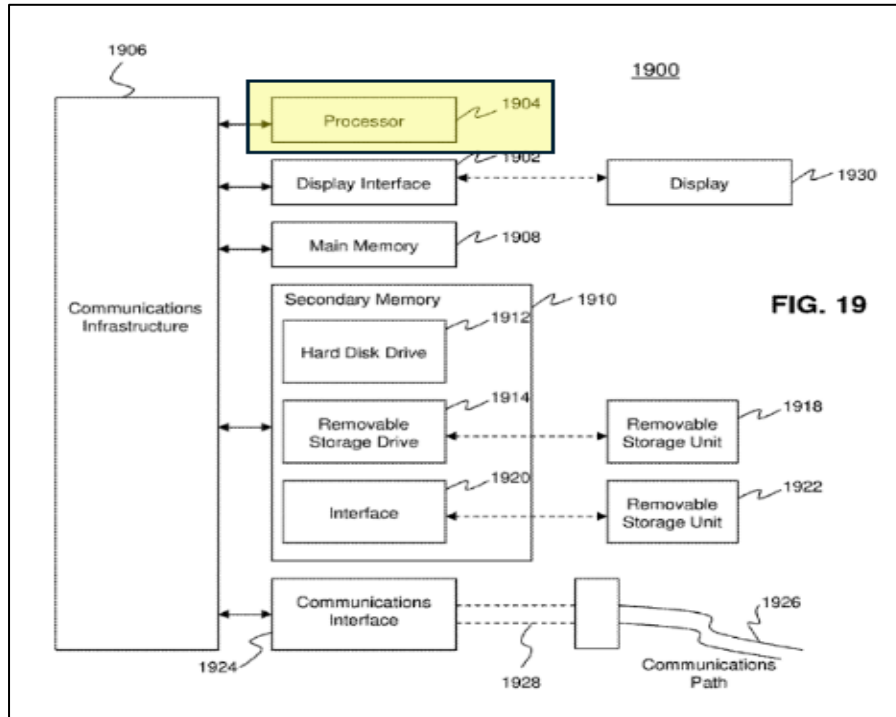 1906
1900
Processor
1904
1902
Display Interface
Display
1930
Main Memory
1908
Communications
Infrastructure
Secondary Memory
1910
FIG. 19
1912
Hard Disk Drive
1914
Removable
Storage Drive
1918
Removable
Storage Unit
1920
Interface
1922
Removable
Storage Unit
Communications
Interface
1924
1928
1926
Communications
Path